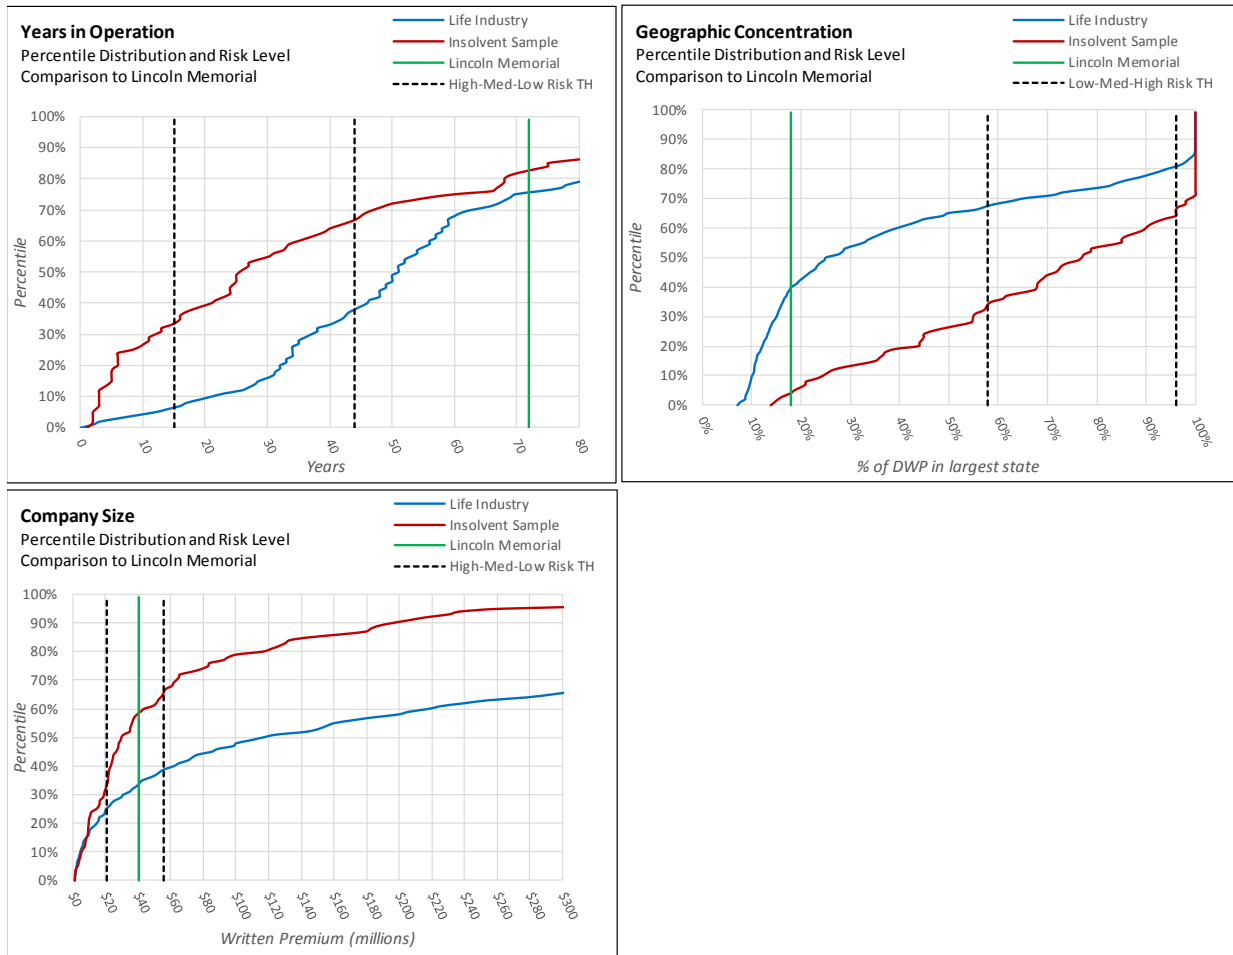 Years in Operation
Percentile Distribution and Risk Level
Comparison to Lincoln Memorial
Life Industry
Insolvent Sample
Lincoln Memorial
High-Med-Low Risk TH
100%
90%
80%
70%
60%
50%
40%
30%
20%
10%
0%
Percentile
0
10
20
30
40
50
60
70
80
Years
Geographic Concentration
Percentile Distribution and Risk Level
Comparison to Lincoln Memorial
Life Industry
Insolvent Sample
Lincoln Memorial
Low-Med-High Risk TH
100%
90%
80%
70%
60%
50%
40%
30%
20%
10%
0%
Percentile
0%
10%
20%
30%
40%
50%
60%
70%
80%
90%
100%
% of DWP in largest state
Company Size
Percentile Distribution and Risk Level
Comparison to Lincoln Memorial
Life Industry
Insolvent Sample
Lincoln Memorial
High-Med-Low Risk TH
100%
90%
80%
70%
60%
50%
40%
30%
20%
10%
0%
Percentile
$0
$20
$40
$60
$80
$100
$120
$140
$160
$180
$200
$220
$240
$260
$280
$300
Written Premium (millions)